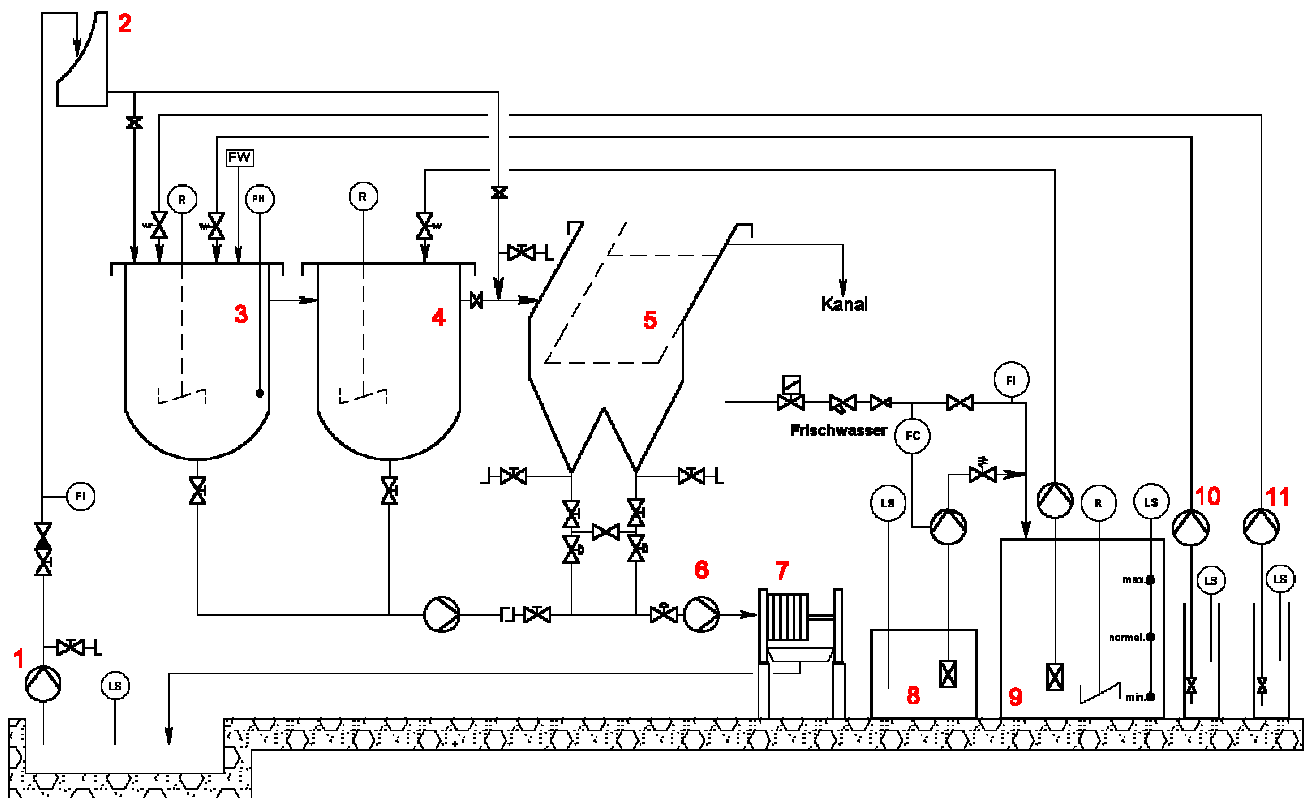 2
FW
R
PH
R
3
4
5
Kanal
FI
Frischwasser
FC
FI
LS
R
LS
10
11
6
7
max.
LS
LS
normal.
1
LS
8
9
min.